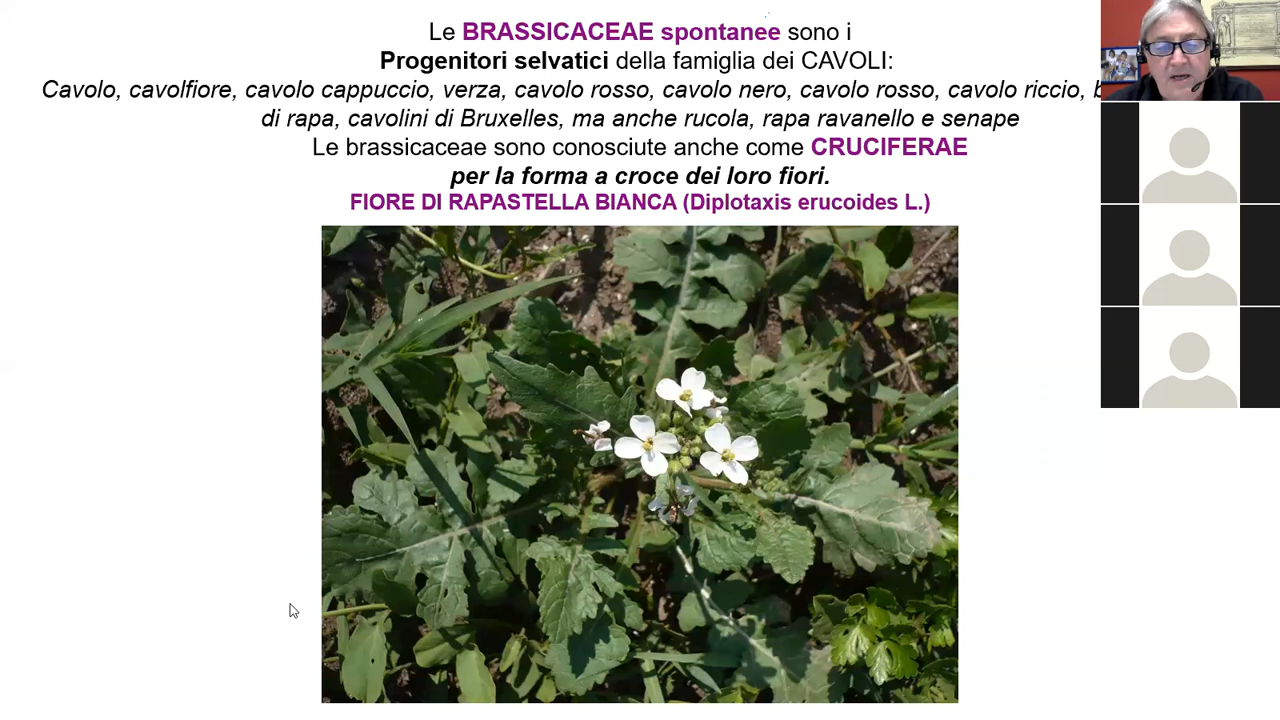 Le BRASSICACEAE spontanee sono i
Progenitori selvatici della famiglia dei CAVOLI:
Cavolo, cavolfiore, cavolo cappuccio, verza, cavolo rosso, cavolo nero, cavolo rosso, cavolo riccio,
di rapa, cavolini di Bruxelles, ma anche rucola, rapa ravanello e senape
Le brassicaceae sono conosciute anche come CRUCIFERAE
per la forma a croce dei loro fiori.
FIORE DI RAPASTELLA BIANCA (Diplotaxis erucoides L.)